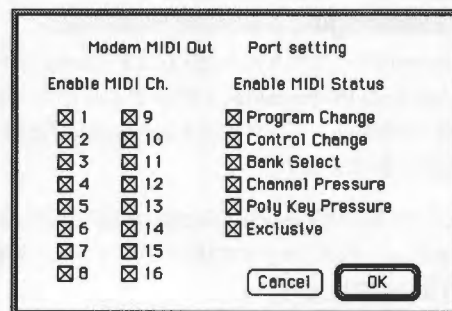 Modem MIDI Out Port setting
Enable MIDI Ch. Enable MIDI Status
1 9 Program Change
2 10 Control Change
3 11 Bank Select
4 12 Channel Pressure
5 13 Poly Key Pressure
6 14 Exclusive
7 15
8 16
Cancel OK